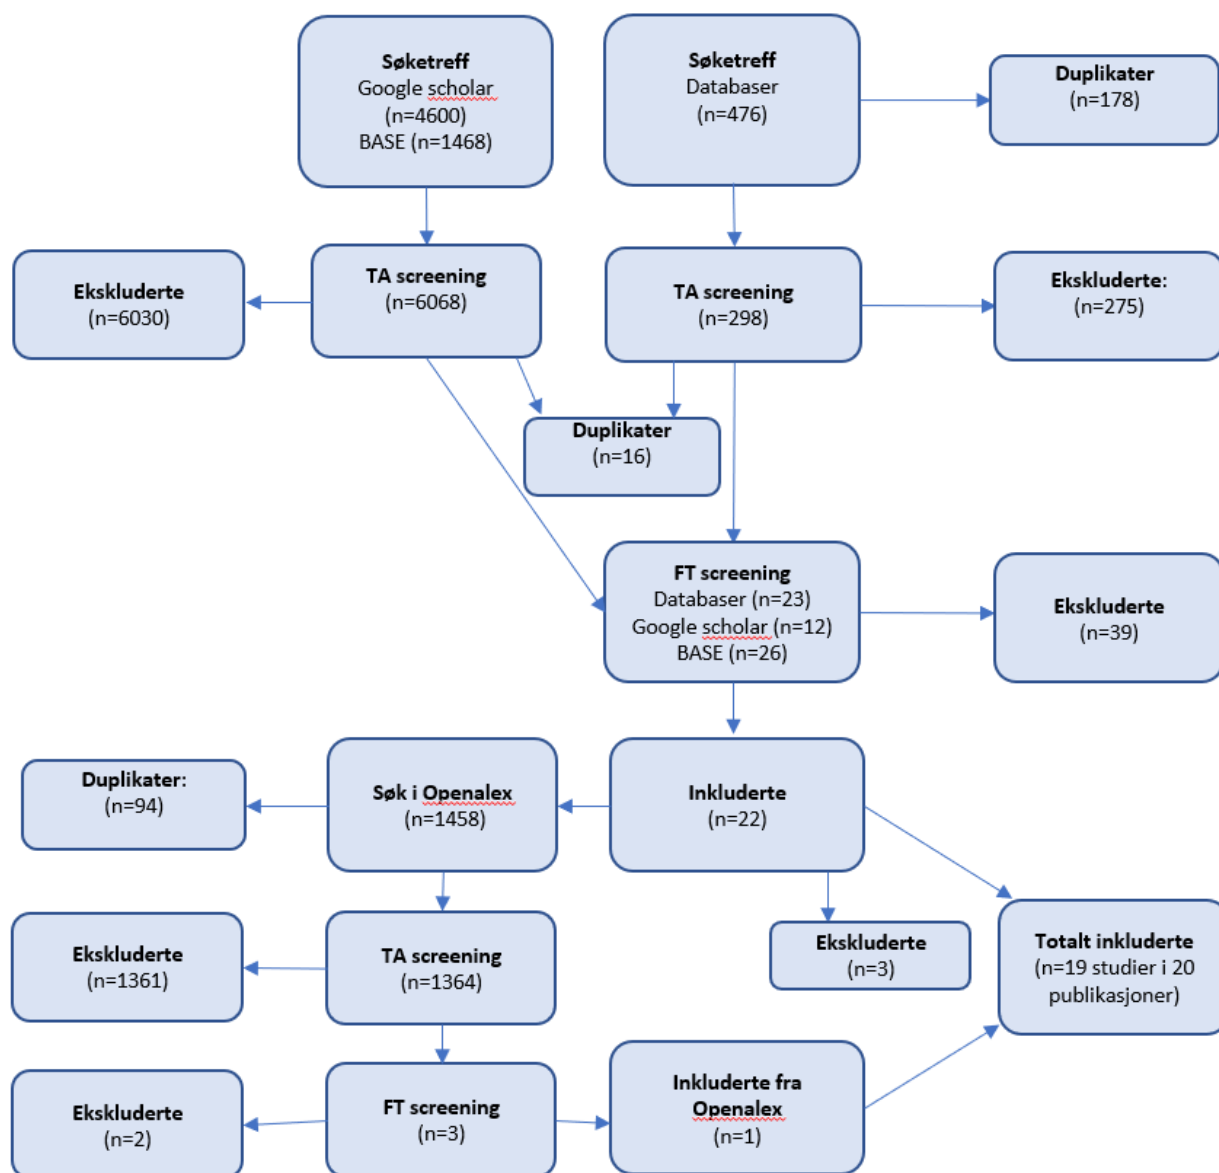 Søketreff
Google scholar
(n=4600)
BASE (n=1468)
Søketreff
Databaser
(n=476)
Duplikater
(n=178)
Ekskluderte
(n=6030)
TA screening
(n=6068)
TA screening
(n=298)
Ekskluderte:
(n=275)
Duplikater
(n=16)
FT screening
Databaser (n=23)
Google scholar (n=12)
BASE (n=26)
Ekskluderte
(n=39)
Duplikater:
(n=94)
Søk i Openalex
(n=1458)
Inkluderte
(n=22)
Ekskluderte
(n=1361)
TA screening
(n=1364)
Ekskluderte
(n=3)
Totalt inkluderte
(n=19 studier i 20
publikasjoner)
Ekskluderte
(n=2)
FT screening
(n=3)
Inkluderte fra
Openalex
(n=1)